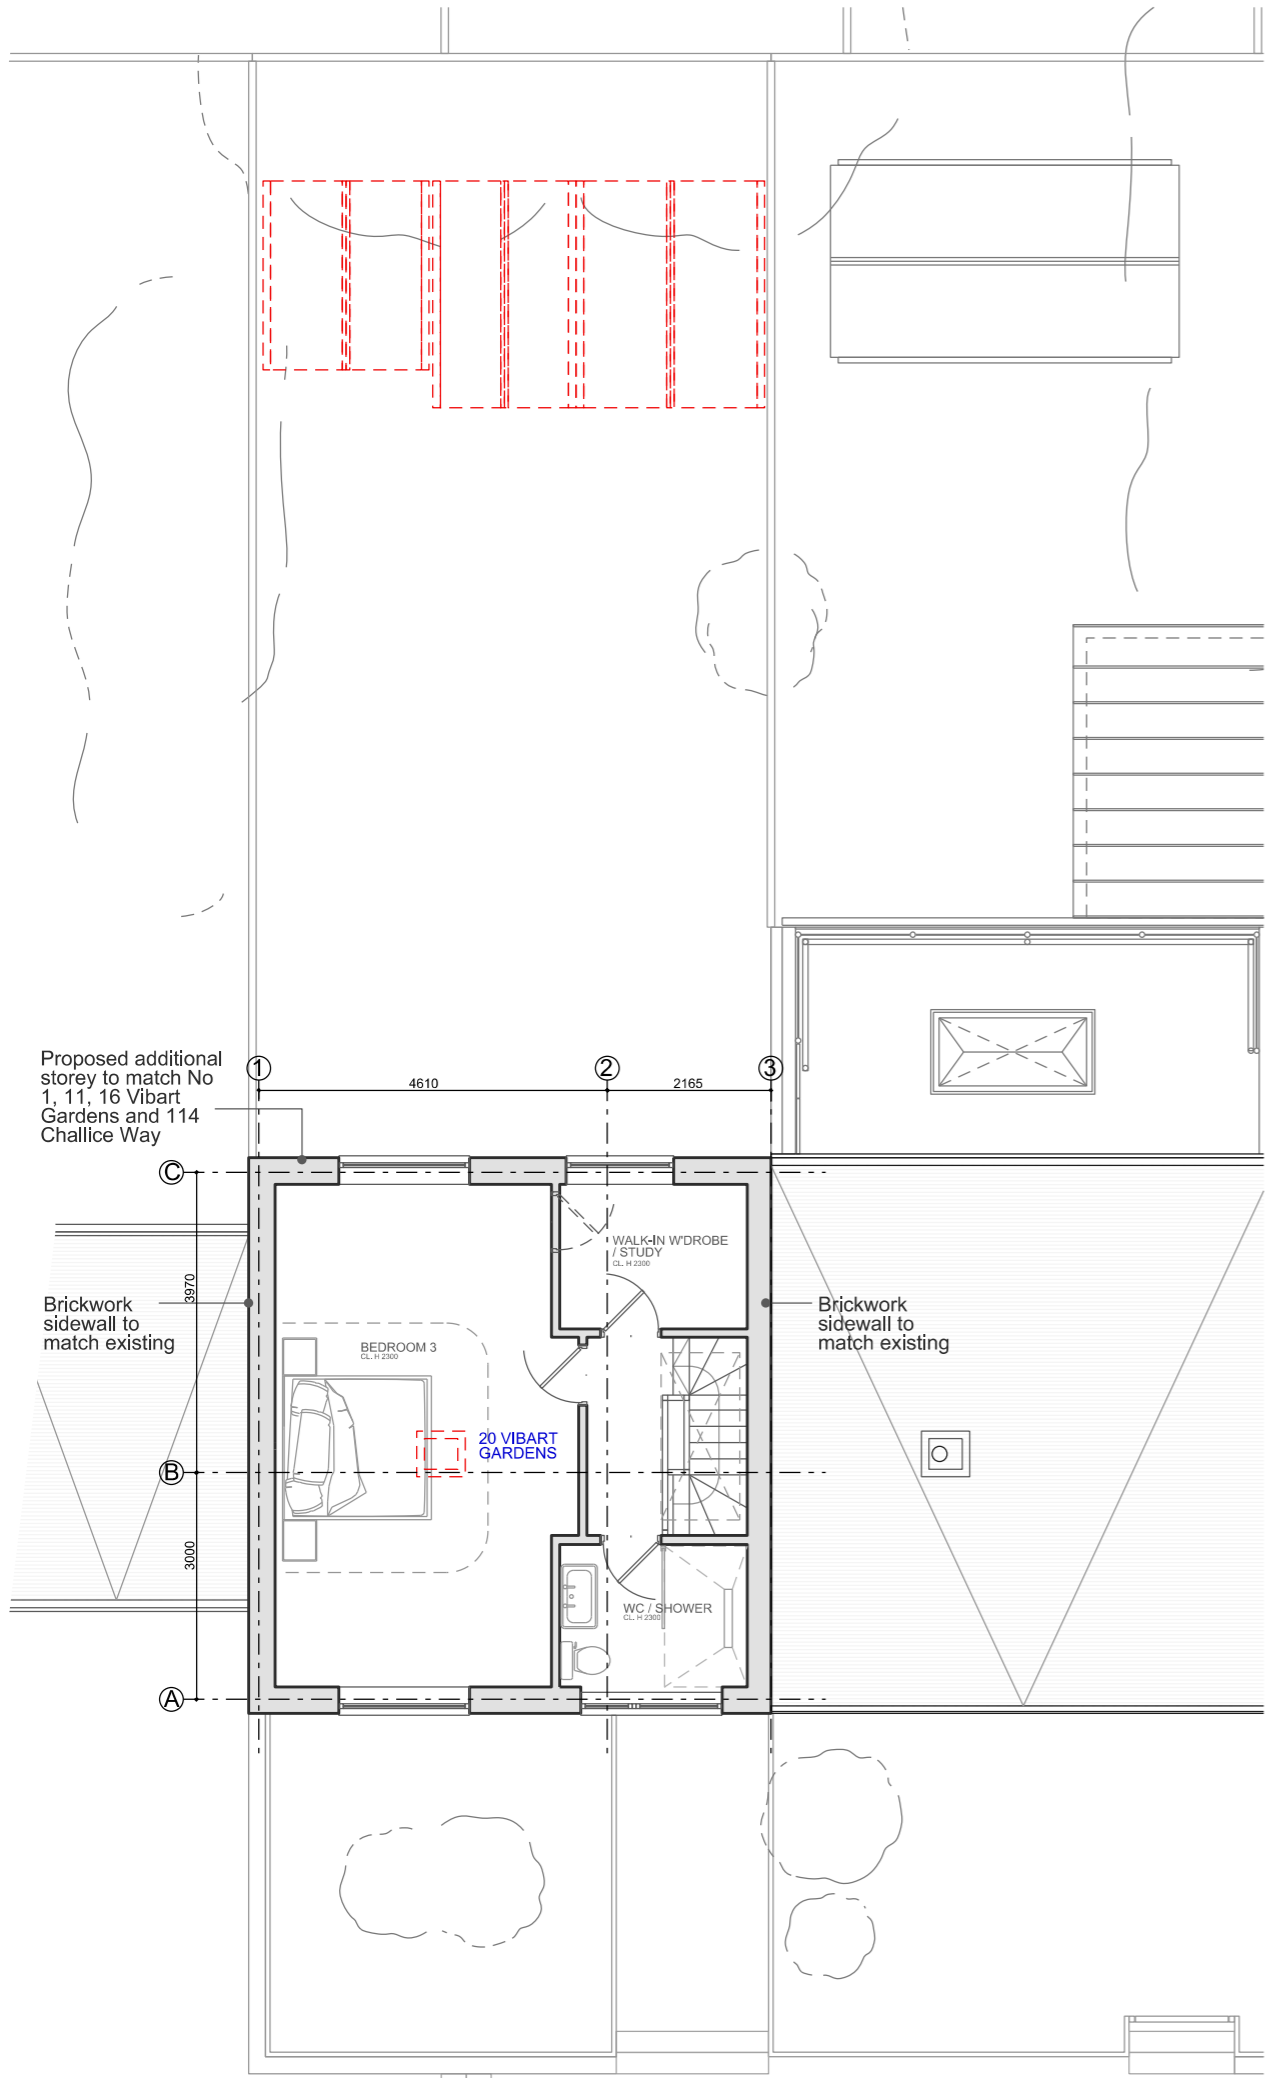 Proposed additional
storey to match No
1, 11, 16 Vibart
Gardens and 114
Challice Way
1
2
3
4610
2165
C
3970
WALK-IN W'DROBE
/ STUDY
CL. H 2300
Brickwork
sidewall to
match existing
Brickwork
sidewall to
match existing
BEDROOM 3
CL. H 2300
20 VIBART
GARDENS
B
3000
WC / SHOWER
CL. H 2300
A